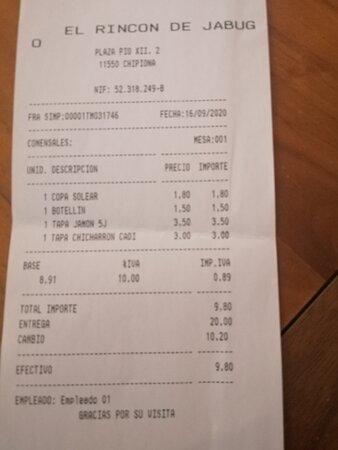 EL RINCON DE JABUG
O
PLAZA PIO XII. 2
11550 CHIPIONA
NIF: 52.318.249-B
FRA SIMP:00001TM031746 FECHA:16/09/2020
COMENSALES: MESA:001
UNID. DESCRIPCION PRECIO IMPORTE
1 COPA SOLEAR 1,80 1,80
1 BOTELLIN 1,50 1,50
1 TAPA JAMON 5J 3,50 3,50
1 TAPA CHICHARRON CADI 3,00 3,00
BASE %IVA IMP.IVA
8,91 10.00 0.89
TOTAL IMPORTE 9,80
ENTREGA 20,00
CAMBIO 10,20
EFECTIVO 9,80
EMPLEADO: Empleado 01
GRACIAS POR SU VISITA